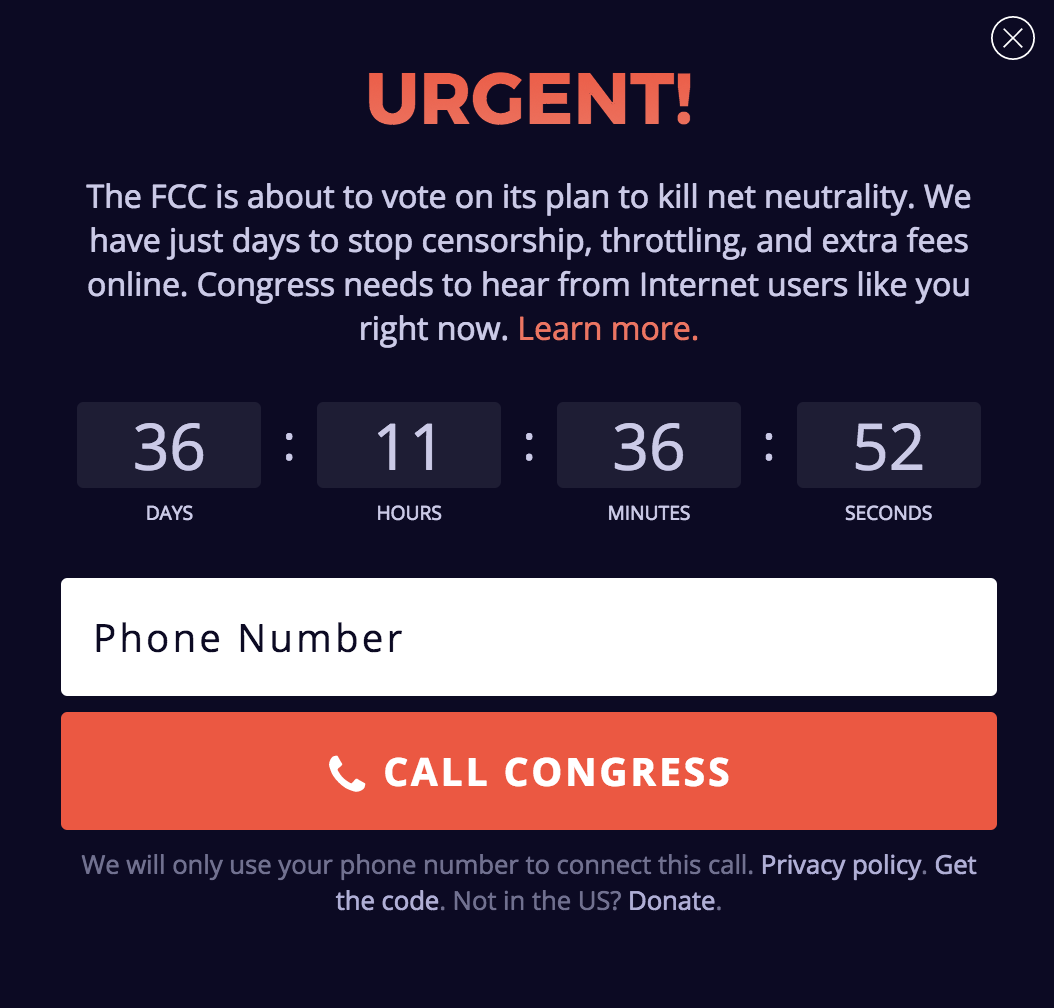 URGENT!
The FCC is about to vote on its plan to kill net neutrality. We
have just days to stop censorship, throttling, and extra fees
online. Congress needs to hear from Internet users like you
right now. Learn more.
36 : 11 : 36 : 52
DAYS HOURS MINUTES SECONDS
Phone Number
CALL CONGRESS
We will only use your phone number to connect this call. Privacy policy. Get
the code. Not in the US? Donate.